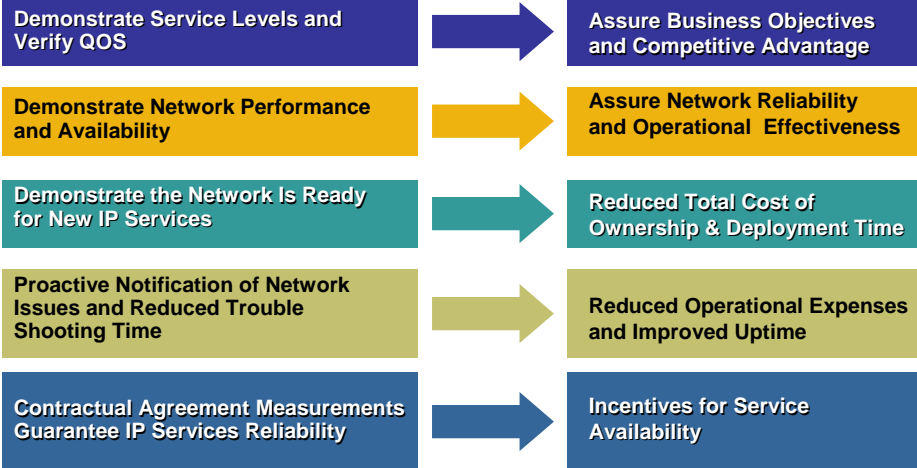 Demonstrate Service Levels and
Verify QOS
Assure Business Objectives
and Competitive Advantage
Demonstrate Network Performance
and Availability
Assure Network Reliability
and Operational Effectiveness
Demonstrate the Network Is Ready
for New IP Services
Reduced Total Cost of
Ownership & Deployment Time
Proactive Notification of Network
Issues and Reduced Trouble
Shooting Time
Reduced Operational Expenses
and Improved Uptime
Contractual Agreement Measurements
Guarantee IP Services Reliability
Incentives for Service
Availability